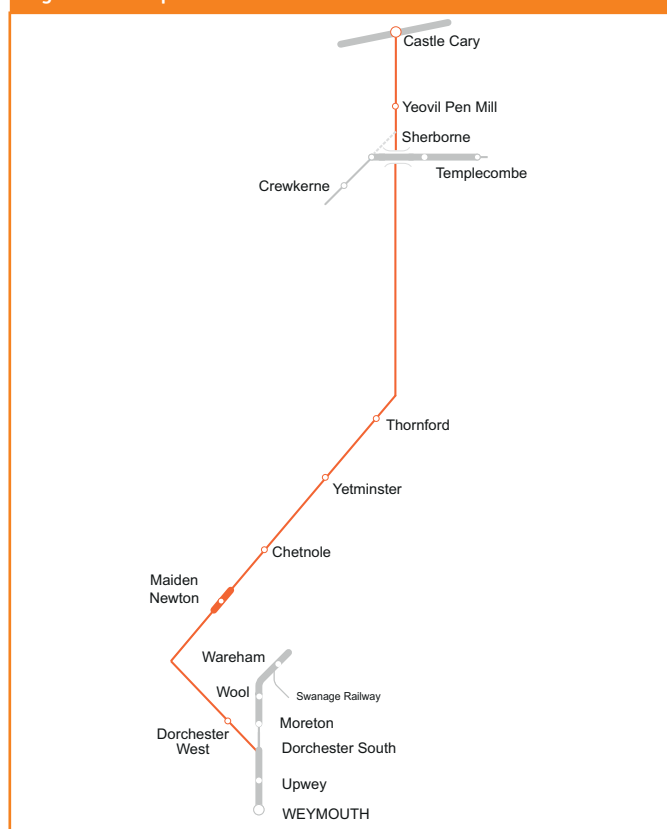 Castle Cary
Yeovil Pen Mill
Sherborne
Templecombe
Crewkerne
Thornford
Yetminster
Chetnole
Maiden
Newton
Wareham
Wool
Swanage Railway
Moreton
Dorchester
West
Dorchester South
Upwey
WEYMOUTH